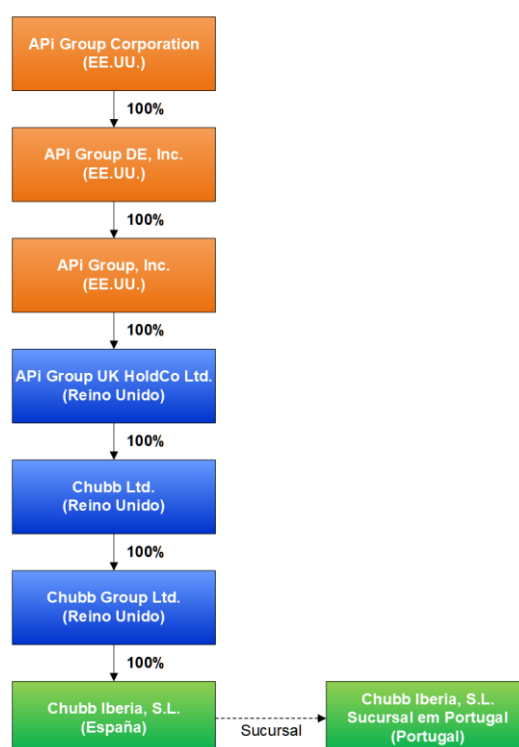 APi Group Corporation
(EE.UU.)
100%
APi Group DE, Inc.
(EE.UU.)
100%
APi Group, Inc.
(EE.UU.)
100%
APi Group UK HoldCo Ltd.
(Reino Unido)
100%
Chubb Ltd.
(Reino Unido)
100%
Chubb Group Ltd.
(Reino Unido)
100%
Chubb Iberia, S.L.
(España)
Sucursal
Chubb Iberia, S.L.
Sucursal em Portugal
(Portugal)